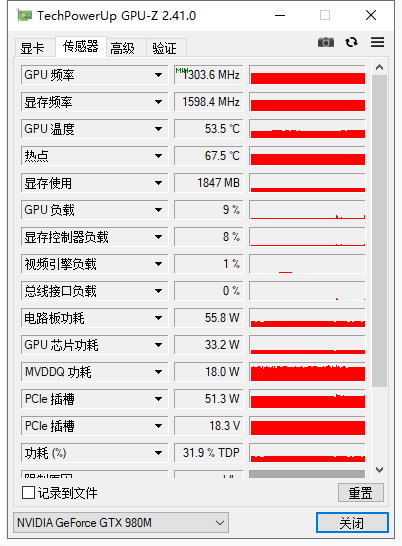 TechPowerUp GPU-Z 2.41.0
显卡 传感器 高级 验证
GPU 频率 MIN 1303.6 MHz
显存频率 1598.4 MHz
GPU 温度 53.5 ℃
热点 67.5 ℃
显存使用 1847 MB
GPU 负载 9 %
显存控制器负载 8 %
视频引擎负载 1 %
总线接口负载 0 %
电路板功耗 55.8 W
GPU 芯片功耗 33.2 W
MVDDQ 功耗 18.0 W
PCIe 插槽 51.3 W
PCIe 插槽 18.3 V
功耗 (%) 31.9 % TDP
记录到文件 重置
NVIDIA GeForce GTX 980M 关闭